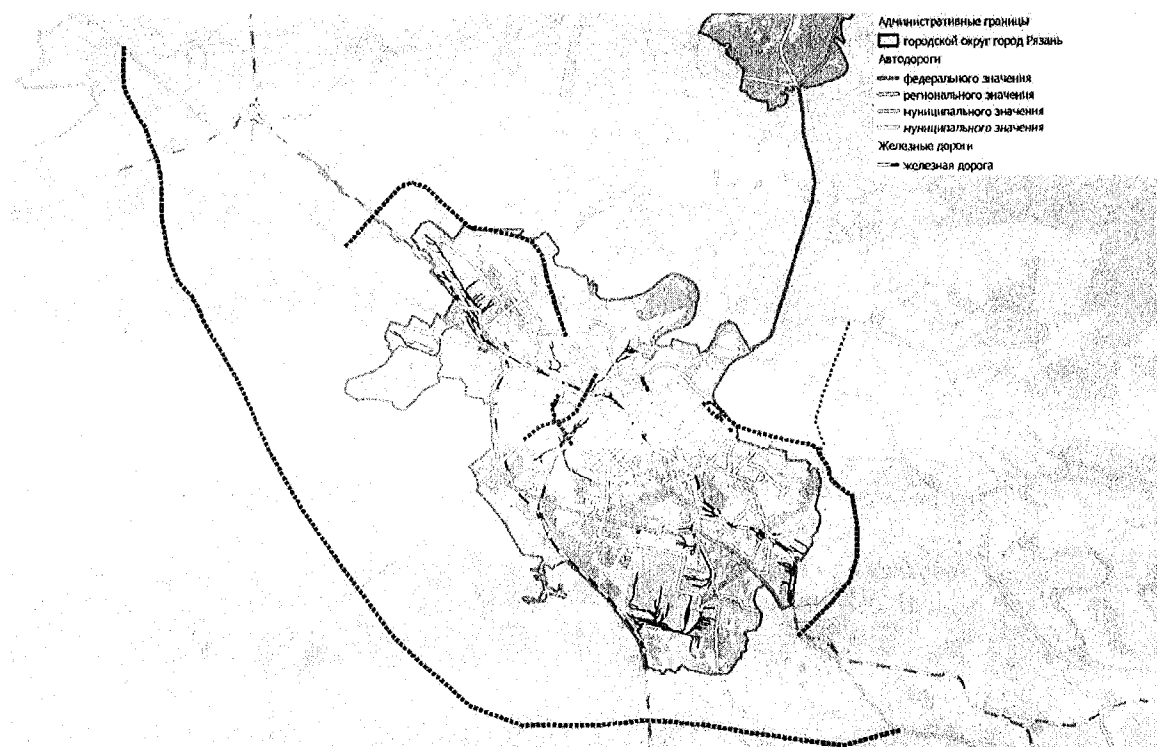 Административные границы
городской округ город Рязань
Автодороги
федерального значения
регионального значения
муниципального значения
муниципального значения
Железные дороги
железная дорога